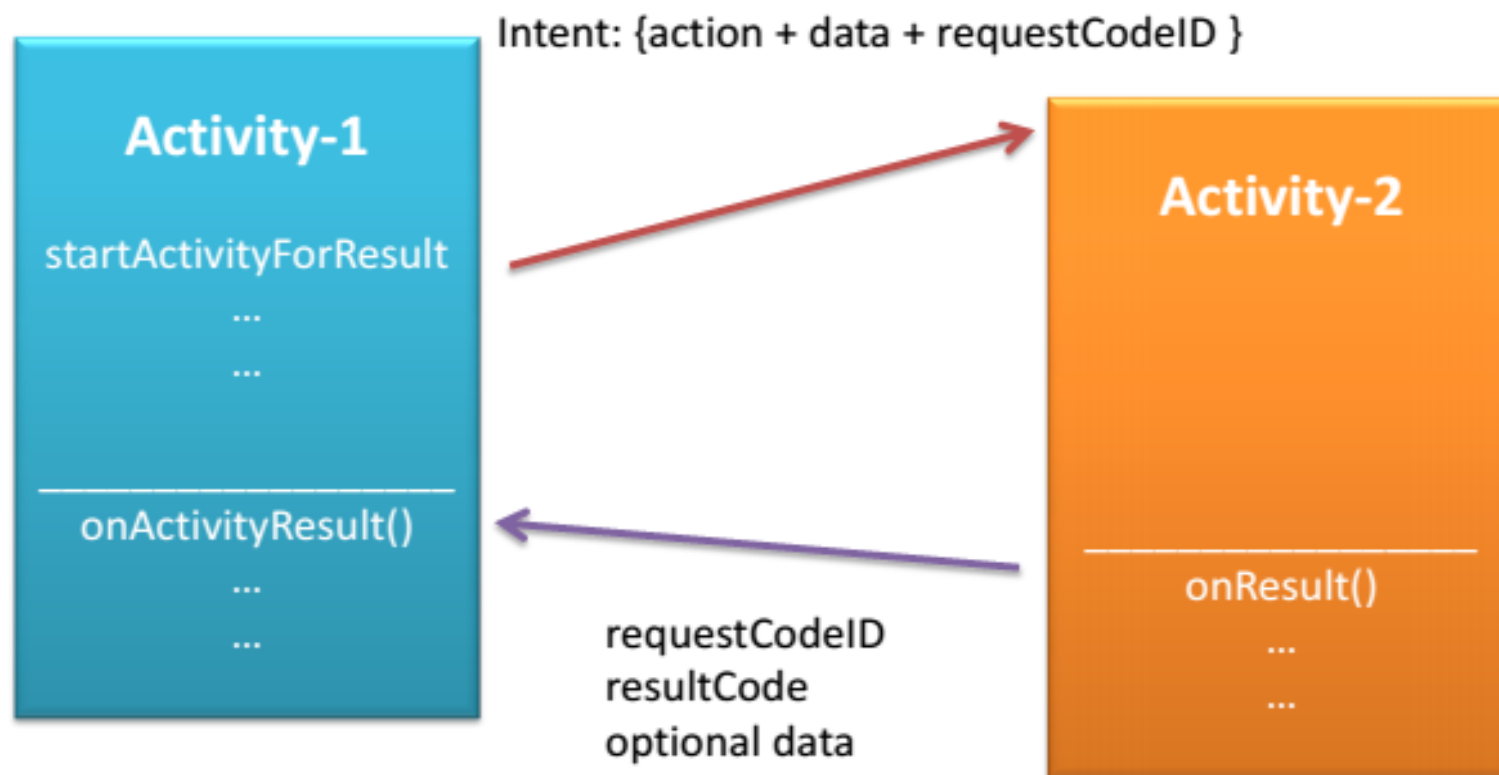 Intent: {action + data + requestCodeID }
Activity-1
startActivityForResult
...
...
onActivityResult()
...
...
Activity-2
onResult()
...
...
requestCodeID
resultCode
optional data